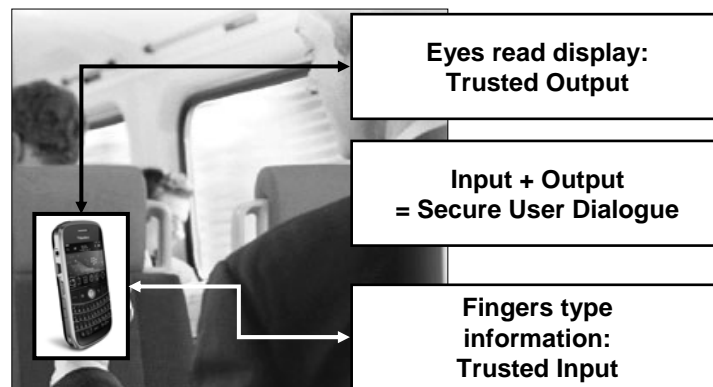 Eyes read display:
Trusted Output
Input + Output
= Secure User Dialogue
Fingers type
information:
Trusted Input